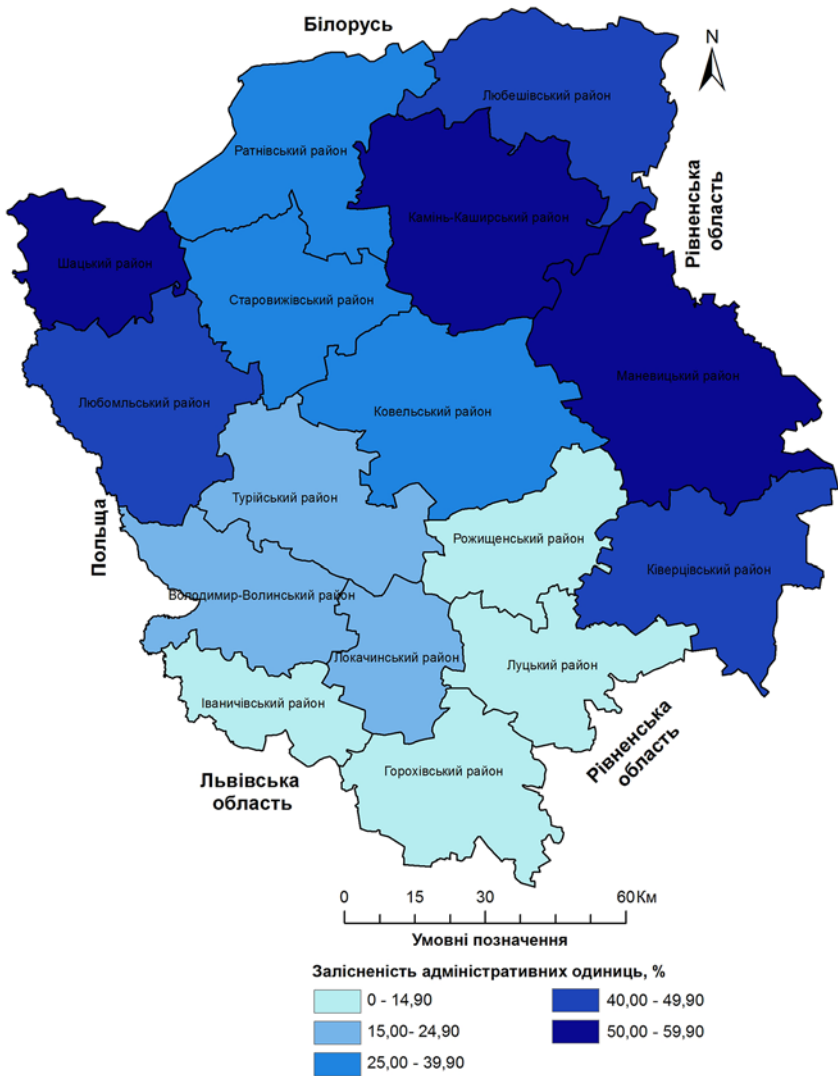 Білорусь
N
Любешівський район
Ратнівський район
Рівненська
область
Камінь-Каширський район
Шацький район
Старовижівський район
Маневицький район
Любомльський район
Ковельський район
Турійський район
Польща
Рожищенський район
Ківерцівський район
Володимир-Волинський район
Локачинський район
Луцький район
Іваничівський район
Рівненська
область
Горохівський район
Львівська
область
0 15 30 60 Км
Умовні позначення
Залісненість адміністративних одиниць, %
0 - 14,90
40,00 - 49,90
15,00- 24,90
50,00 - 59,90
25,00 - 39,90